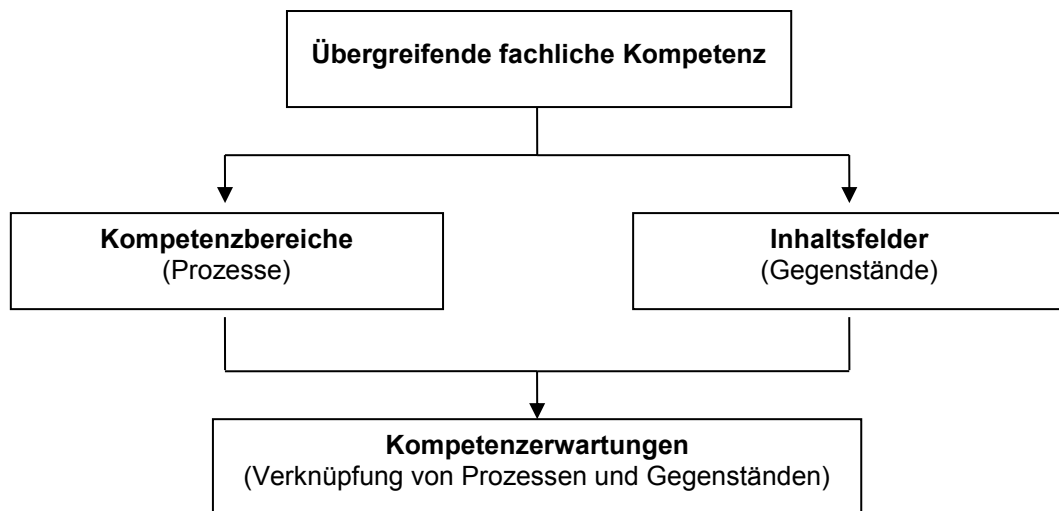 Übergreifende fachliche Kompetenz
Kompetenzbereiche
(Prozesse)
Inhaltsfelder
(Gegenstände)
Kompetenzerwartungen
(Verknüpfung von Prozessen und Gegenständen)